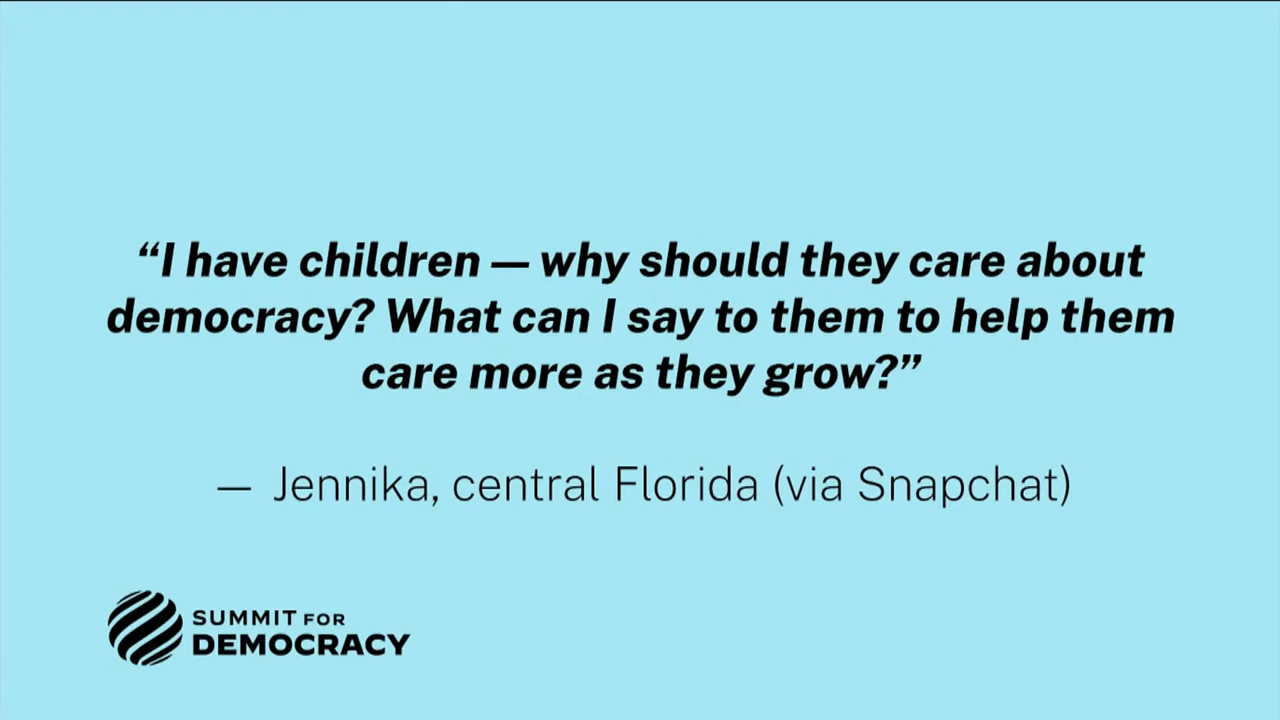 “I have children — why should they care about
democracy? What can I say to them to help them
care more as they grow?”
— Jennika, central Florida (via Snapchat)
SUMMIT FOR
DEMOCRACY